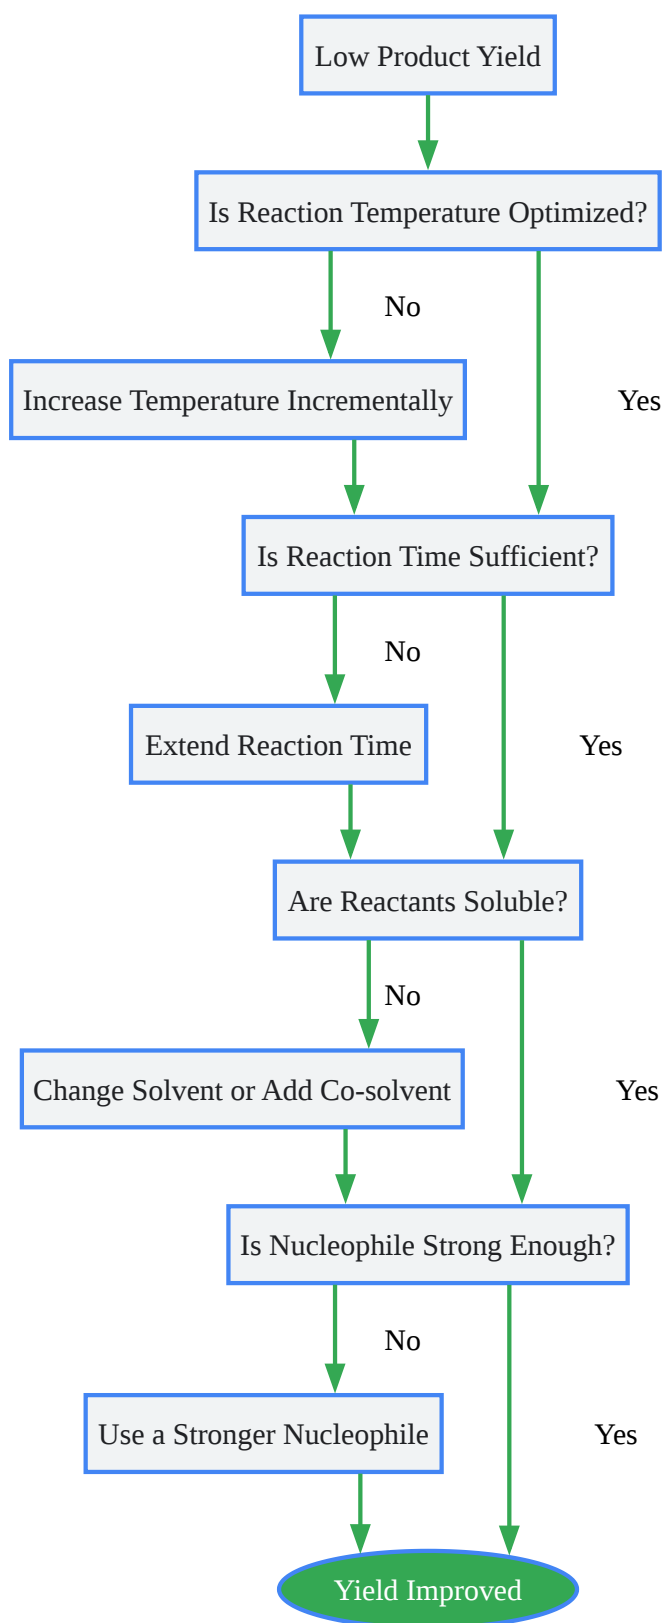 Low Product Yield
Is Reaction Temperature Optimized?
No
Increase Temperature Incrementally
Yes
Is Reaction Time Sufficient?
No
Extend Reaction Time
Yes
Are Reactants Soluble?
No
Change Solvent or Add Co-solvent
Yes
Is Nucleophile Strong Enough?
No
Use a Stronger Nucleophile
Yes
Yield Improved